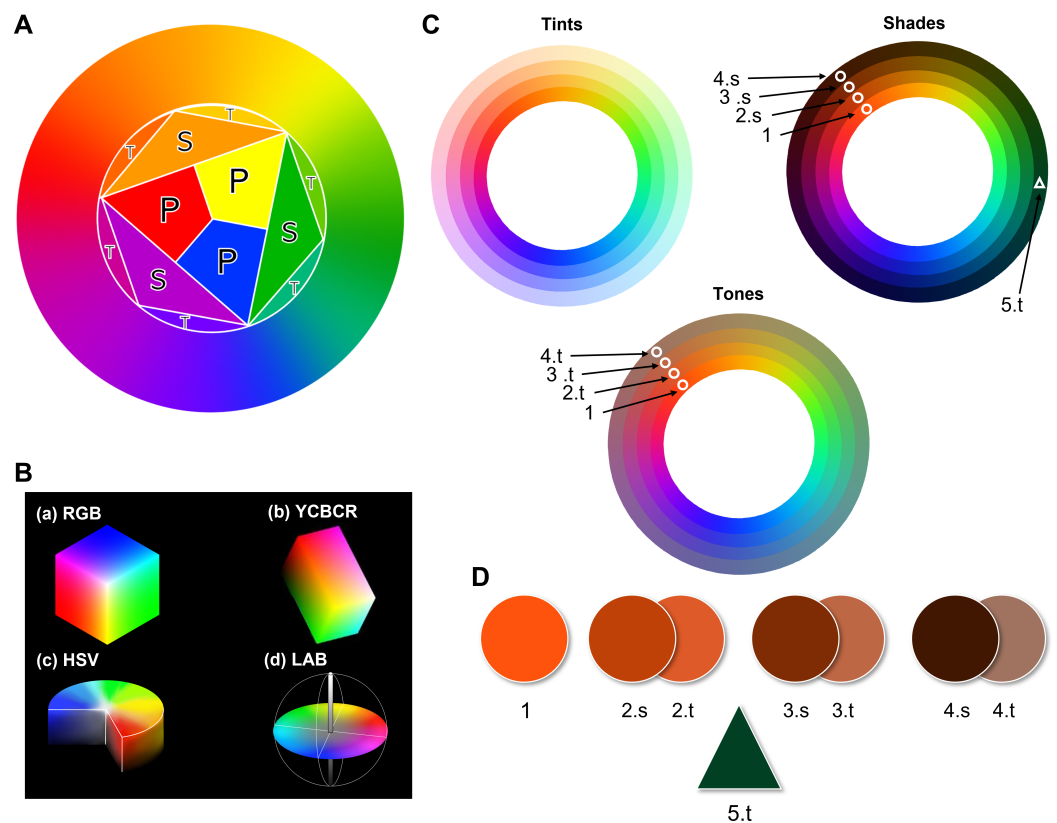 A
T
S
T
P
P
T
S
T
P
S
T
T
B
(a) RGB
(b) YCBCR
(c) HSV
(d) LAB
C
Tints
Shades
4.s
3 .s
2.s
1
5.t
Tones
4.t
3 .t
2.t
1
D
1
2.s 2.t
3.s 3.t
4.s 4.t
5.t